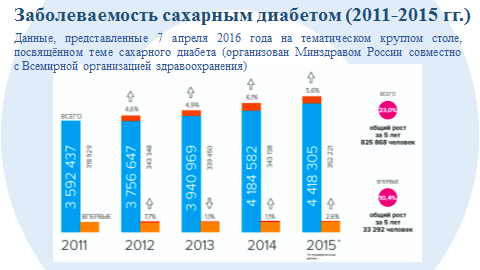 Заболеваемость сахарным диабетом (2011-2015 гг.)
Данные, представленные 7 апреля 2016 года на тематическом круглом столе,
посвящённом теме сахарного диабета (организован Минздравом России совместно
с Всемирной организацией здравоохранения)
ВСЕГО
3 592 437
318 929
ВПЕРВЫЕ
2011
4,6%
3 756 647
343 348
7,7%
2012
4,9%
3 940 969
339 450
1,1%
2013
6,1%
4 184 582
343 138
1,1%
2014
5,6%
4 418 305
352 221
2,6%
2015*
ВСЕГО
23,0%
общий рост
за 5 лет
825 868 человек
ВПЕРВЫЕ
10,4%
общий рост
за 5 лет
33 292 человек